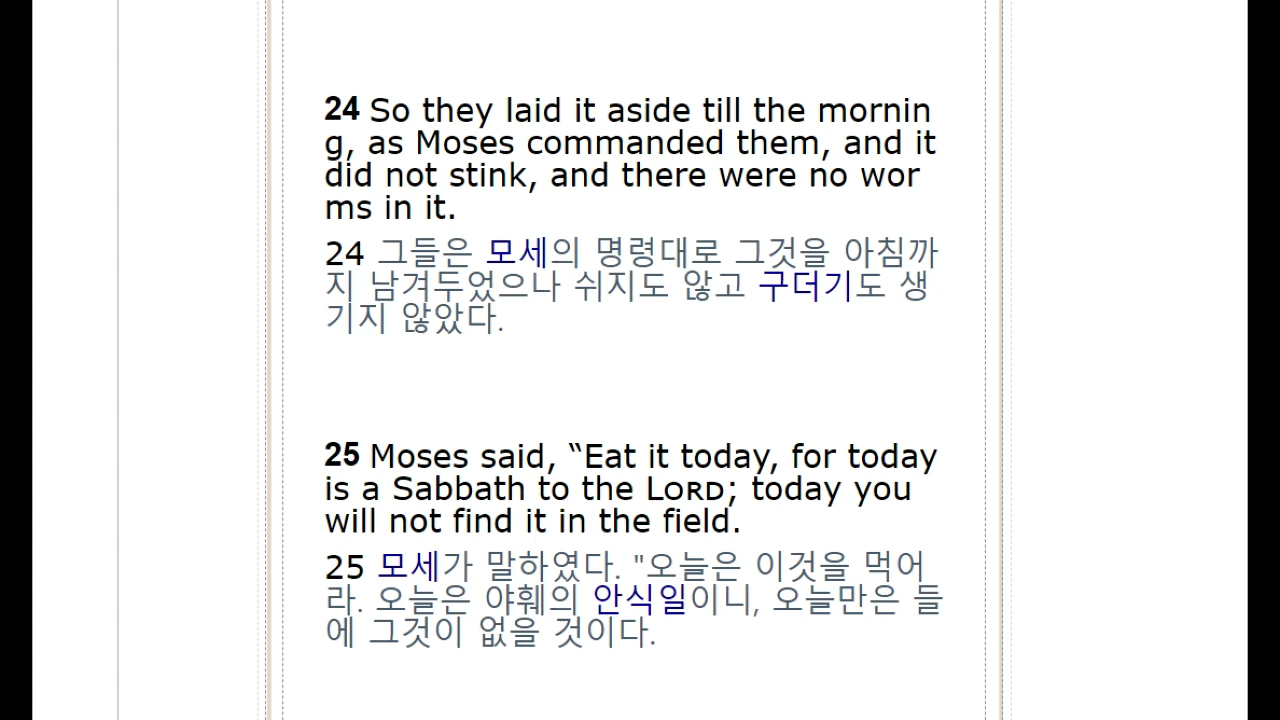 24 So they laid it aside till the mornin
g, as Moses commanded them, and it
did not stink, and there were no wor
ms in it.
24 그들은 모세의 명령대로 그것을 아침까
지 남겨두었으나 쉬지도 않고 구더기도 생
기지 않았다.
25 Moses said, “Eat it today, for today
is a Sabbath to the LORD; today you
will not find it in the field.
25 모세가 말하였다. "오늘은 이것을 먹어
라. 오늘은 야훼의 안식일이니, 오늘만은 들
에 그것이 없을 것이다.